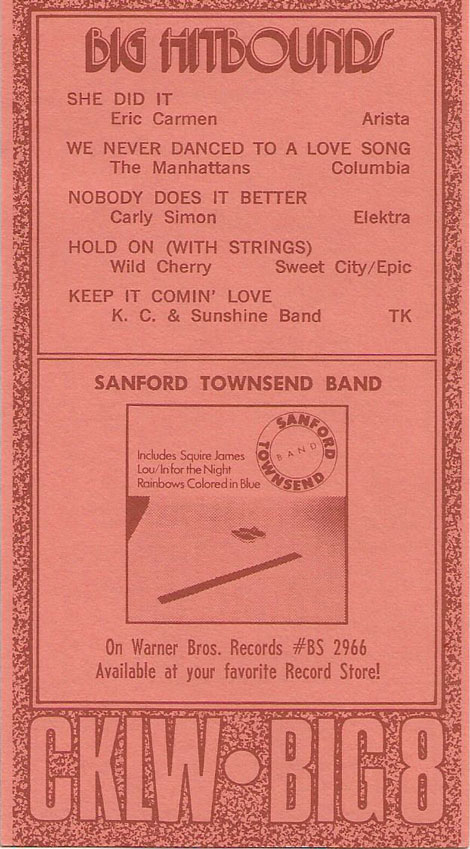 BIG HITBOUNDS
SHE DID IT
Eric Carmen Arista
WE NEVER DANCED TO A LOVE SONG
The Manhattans Columbia
NOBODY DOES IT BETTER
Carly Simon Elektra
HOLD ON (WITH STRINGS)
Wild Cherry Sweet City/Epic
KEEP IT COMIN' LOVE
K. C. & Sunshine Band TK
SANFORD TOWNSEND BAND
Includes Squire James
Lou/In for the Night
Rainbows Colored in Blue
SANFORD
BAND
TOWNSEND
On Warner Bros. Records #BS 2966
Available at your favorite Record Store!
CKLW•BIG 8